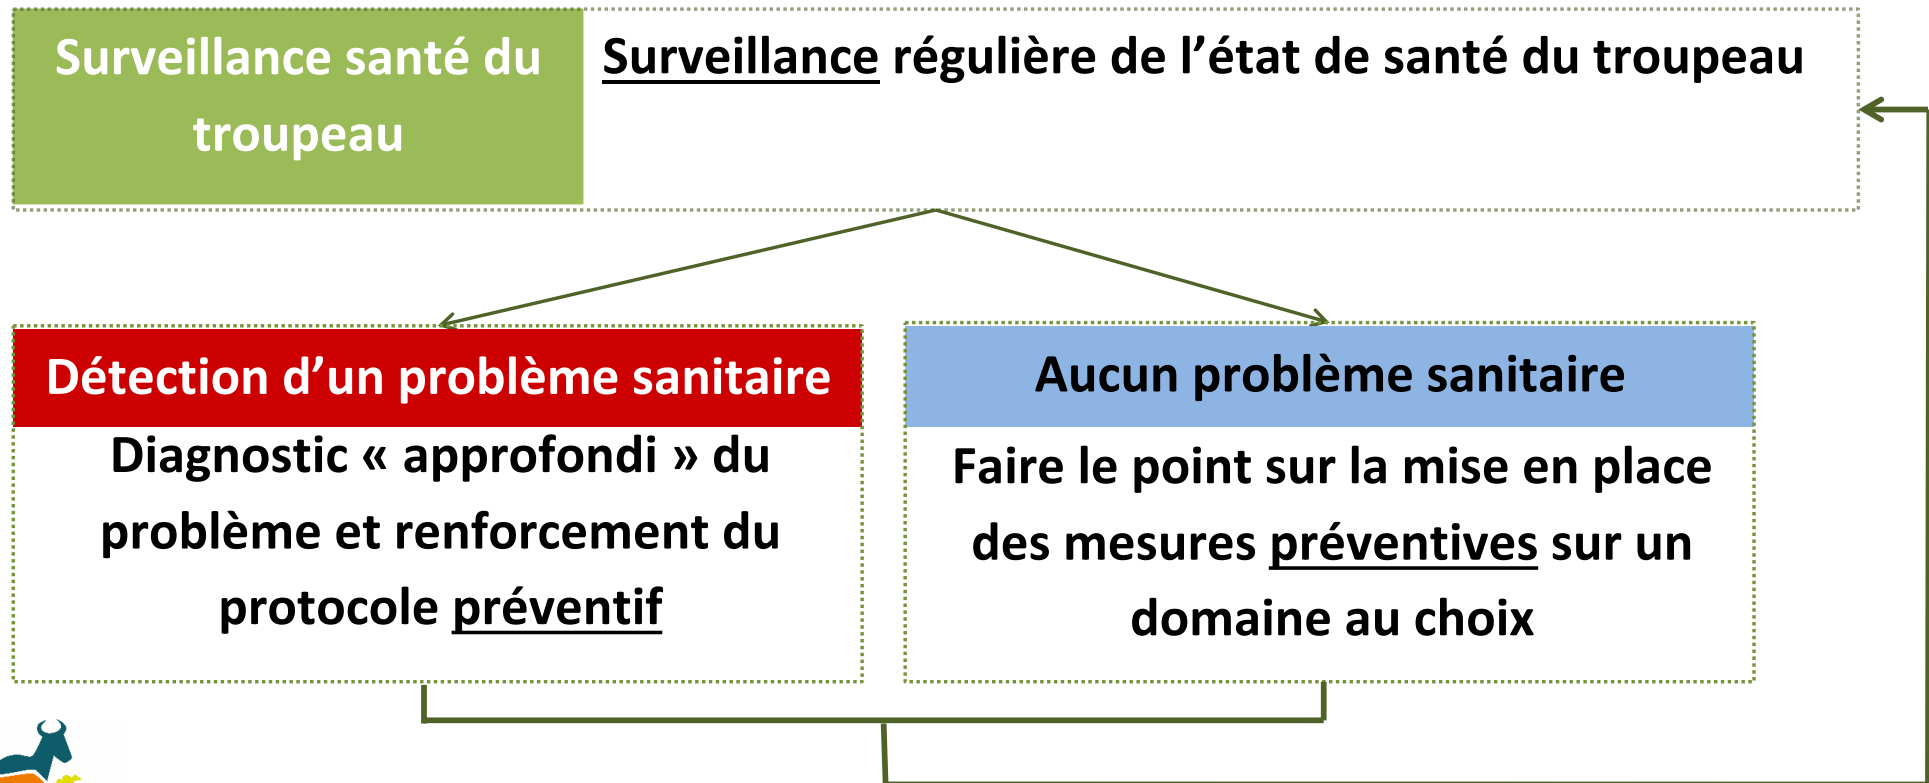 Surveillance santé du
troupeau
Surveillance régulière de l’état de santé du troupeau
Détection d’un problème sanitaire
Diagnostic « approfondi » du
problème et renforcement du
protocole préventif
Aucun problème sanitaire
Faire le point sur la mise en place
des mesures préventives sur un
domaine au choix